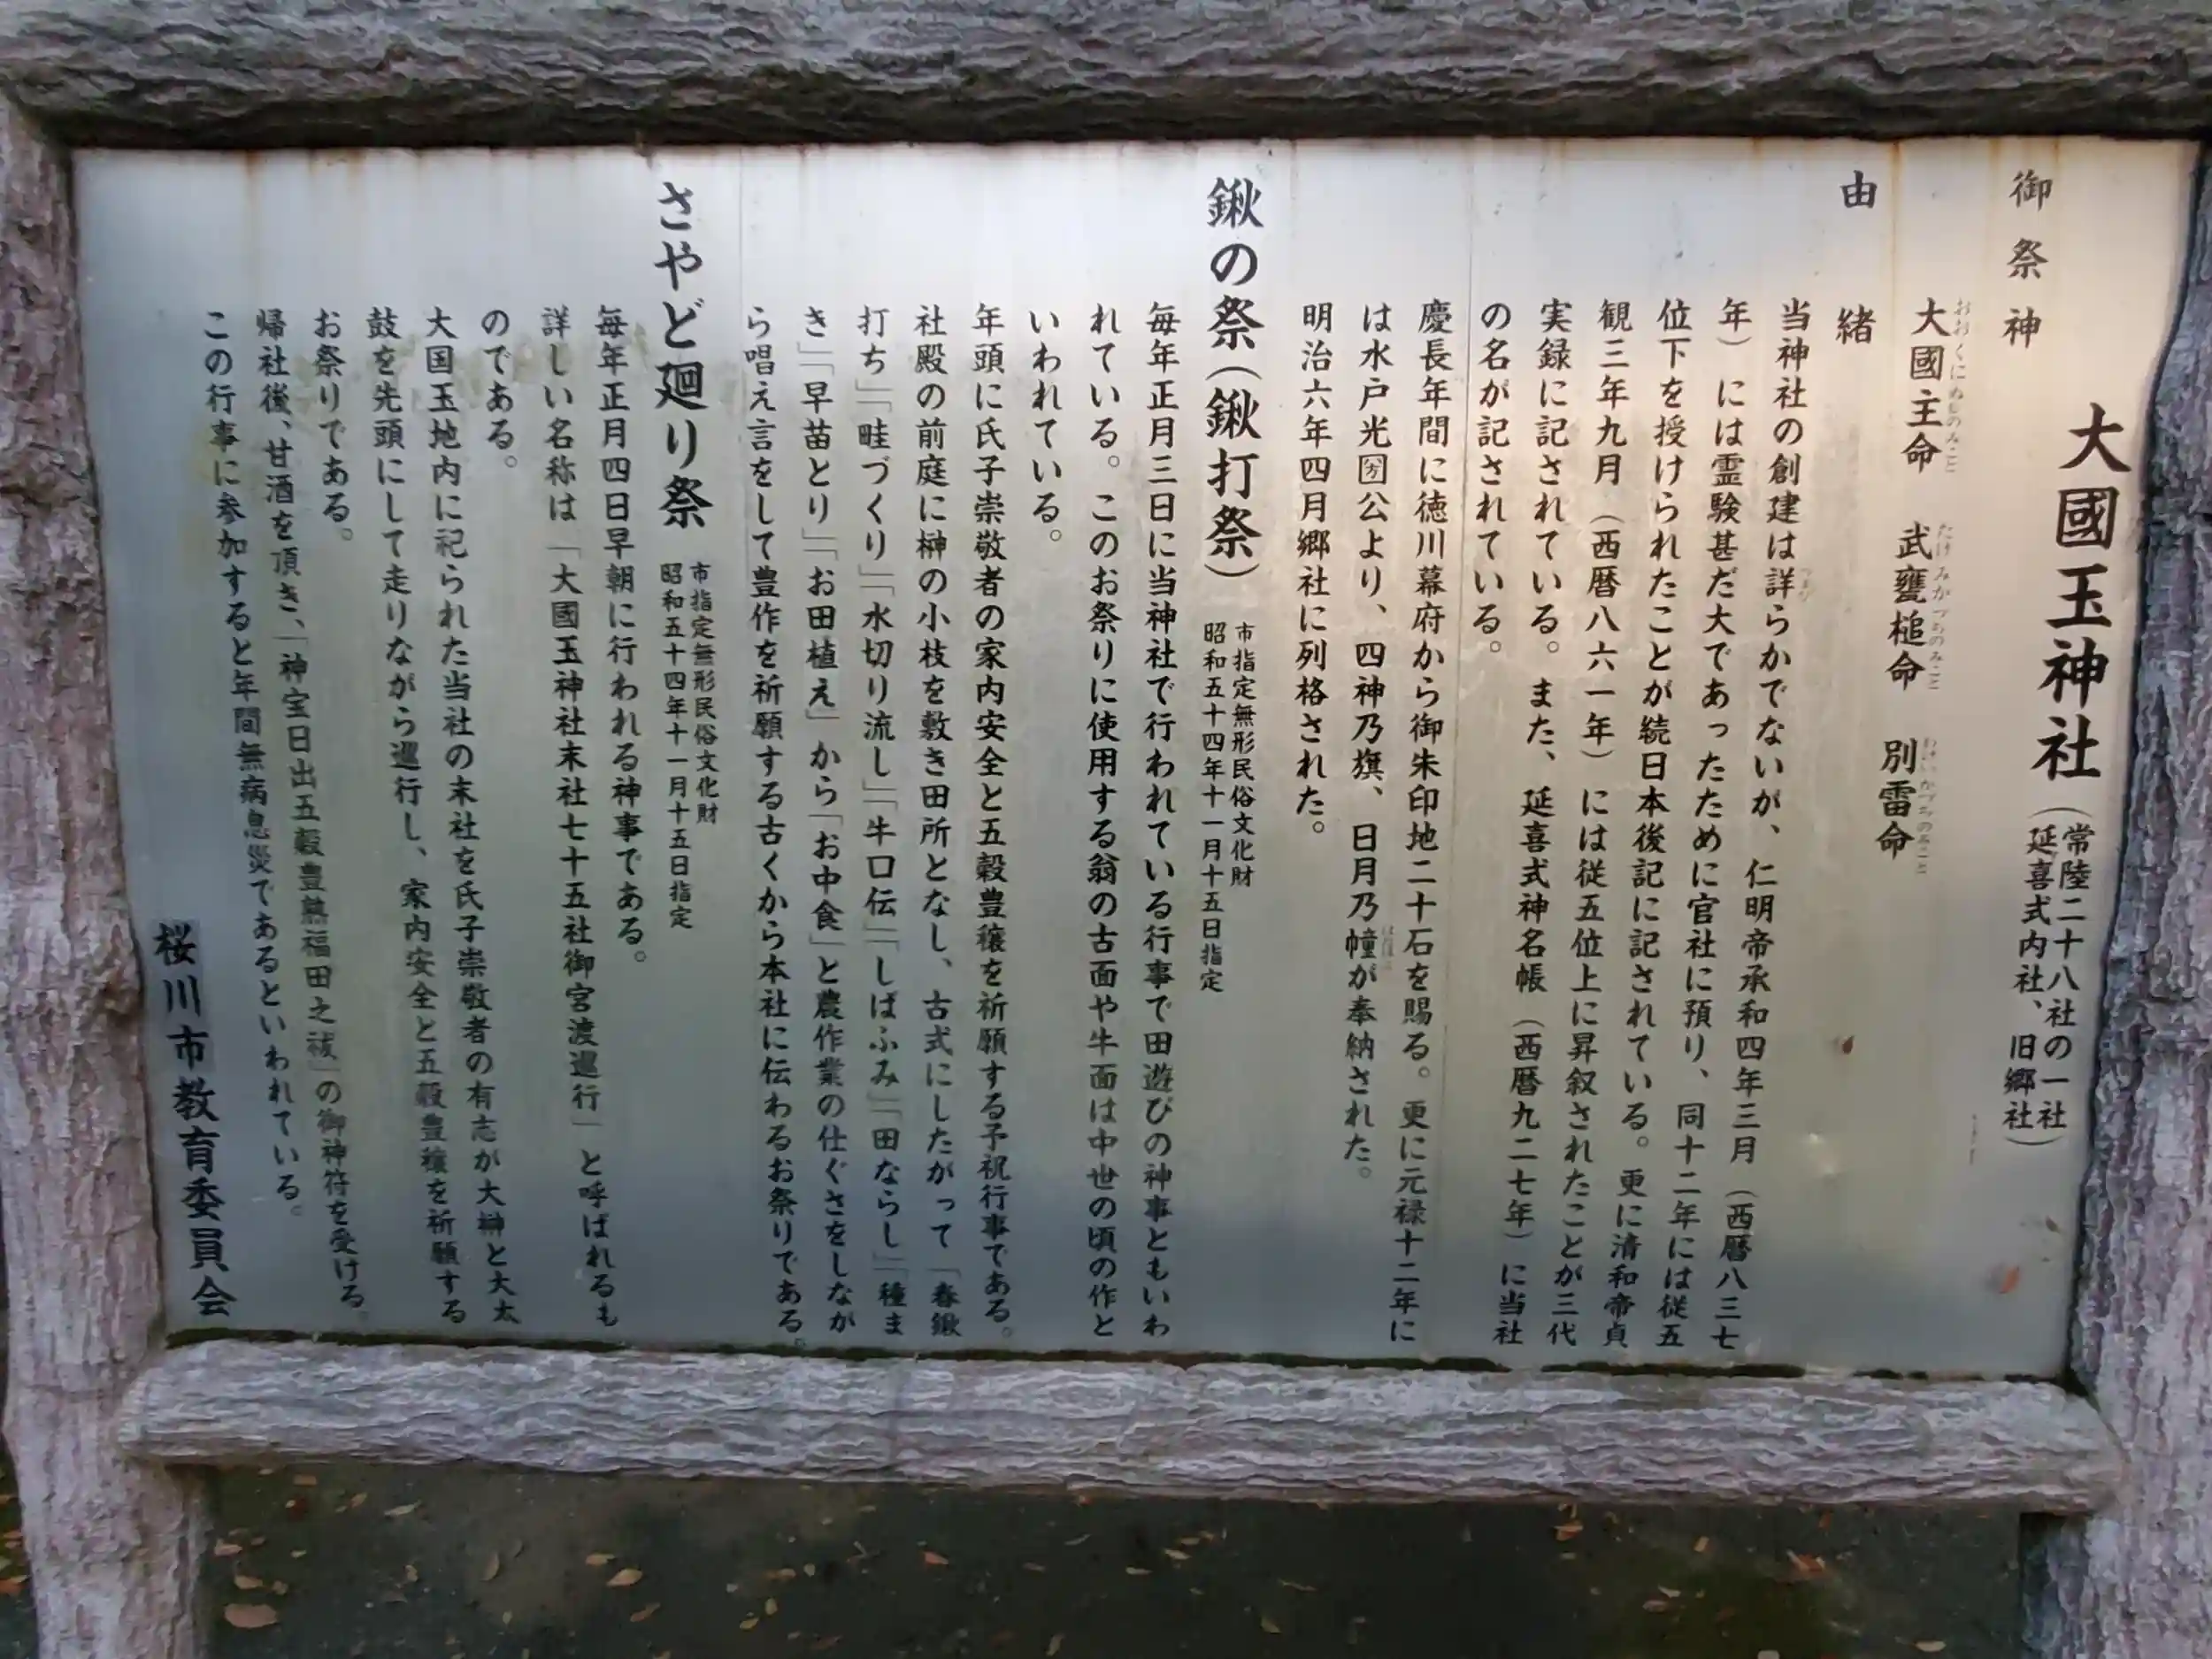 大國玉神社
(常陸二十八社の一社
延喜式内社、旧郷社)
御祭神
大國主命 武甕槌命 別雷命
おおくにぬしのみこと たけみかづちのみこと わけいかづちのみこと
由緒
当神社の創建は詳らかでないが、仁明帝承和四年三月(西暦八三七
年)には霊験甚だ大であったために官社に預り、同十二年には従五
位下を授けられたことが続日本後記に記されている。更に清和帝貞
観三年九月(西暦八六一年)には従五位上に昇叙されたことが三代
実録に記されている。また、延喜式神名帳(西暦九二七年)に当社
の名が記されている。
慶長年間に徳川幕府から御朱印地二十石を賜る。更に元禄十二年に
は水戸光圀公より、四神乃旗、日月乃幢が奉納された。
明治六年四月郷社に列格された。
鍬の祭(鍬打祭)
市指定無形民俗文化財
昭和五十四年十一月十五日指定
毎年正月三日に当神社で行われている行事で田遊びの神事ともいわ
れている。このお祭りに使用する翁の古面や牛面は中世の頃の作と
いわれている。
年頭に氏子崇敬者の家内安全と五穀豊穣を祈願する予祝行事である。
社殿の前庭に榊の小枝を敷き田所となし、古式にしたがって「春鍬
打ち」「畦づくり」「水切り流し」「牛口伝」「しばふみ」「田ならし」「種ま
き」「早苗とり」「お田植え」から「お中食」と農作業の仕ぐさをしなが
ら唱え言をして豊作を祈願する古くから本社に伝わるお祭りである。
さやど廻り祭
市指定無形民俗文化財
昭和五十四年十一月十五日指定
毎年正月四日早朝に行われる神事である。
詳しい名称は「大國玉神社末社七十五社御宮渡巡行」と呼ばれるも
のである。
大国玉地内に祀られた当社の末社を氏子崇敬者の有志が大榊と大太
鼓を先頭にして走りながら巡行し、家内安全と五穀豊穣を祈願する
お祭りである。
帰社後、甘酒を頂き、「神宝日出五穀豊熟福田之祓」の御神符を受ける。
この行事に参加すると年間無病息災であるといわれている。
桜川市教育委員会